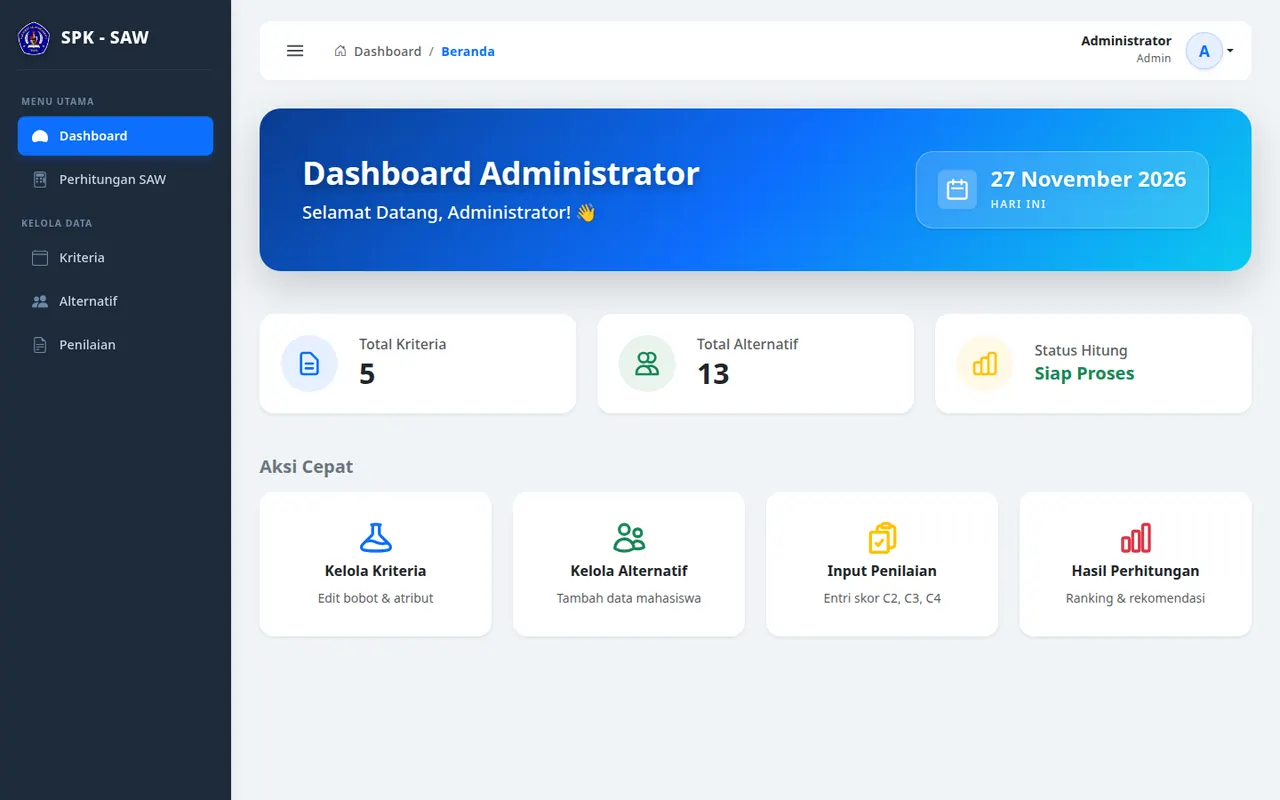 SPK - SAW
MENU UTAMA
Dashboard
Perhitungan SAW
KELOLA DATA
Kriteria
Alternatif
Penilaian
Dashboard / Beranda
Administrator
Admin
A
Dashboard Administrator
Selamat Datang, Administrator! 👋
27 November 2026
HARI INI
Total Kriteria
5
Total Alternatif
13
Status Hitung
Siap Proses
Aksi Cepat
Kelola Kriteria
Edit bobot & atribut
Kelola Alternatif
Tambah data mahasiswa
Input Penilaian
Entri skor C2, C3, C4
Hasil Perhitungan
Ranking & rekomendasi